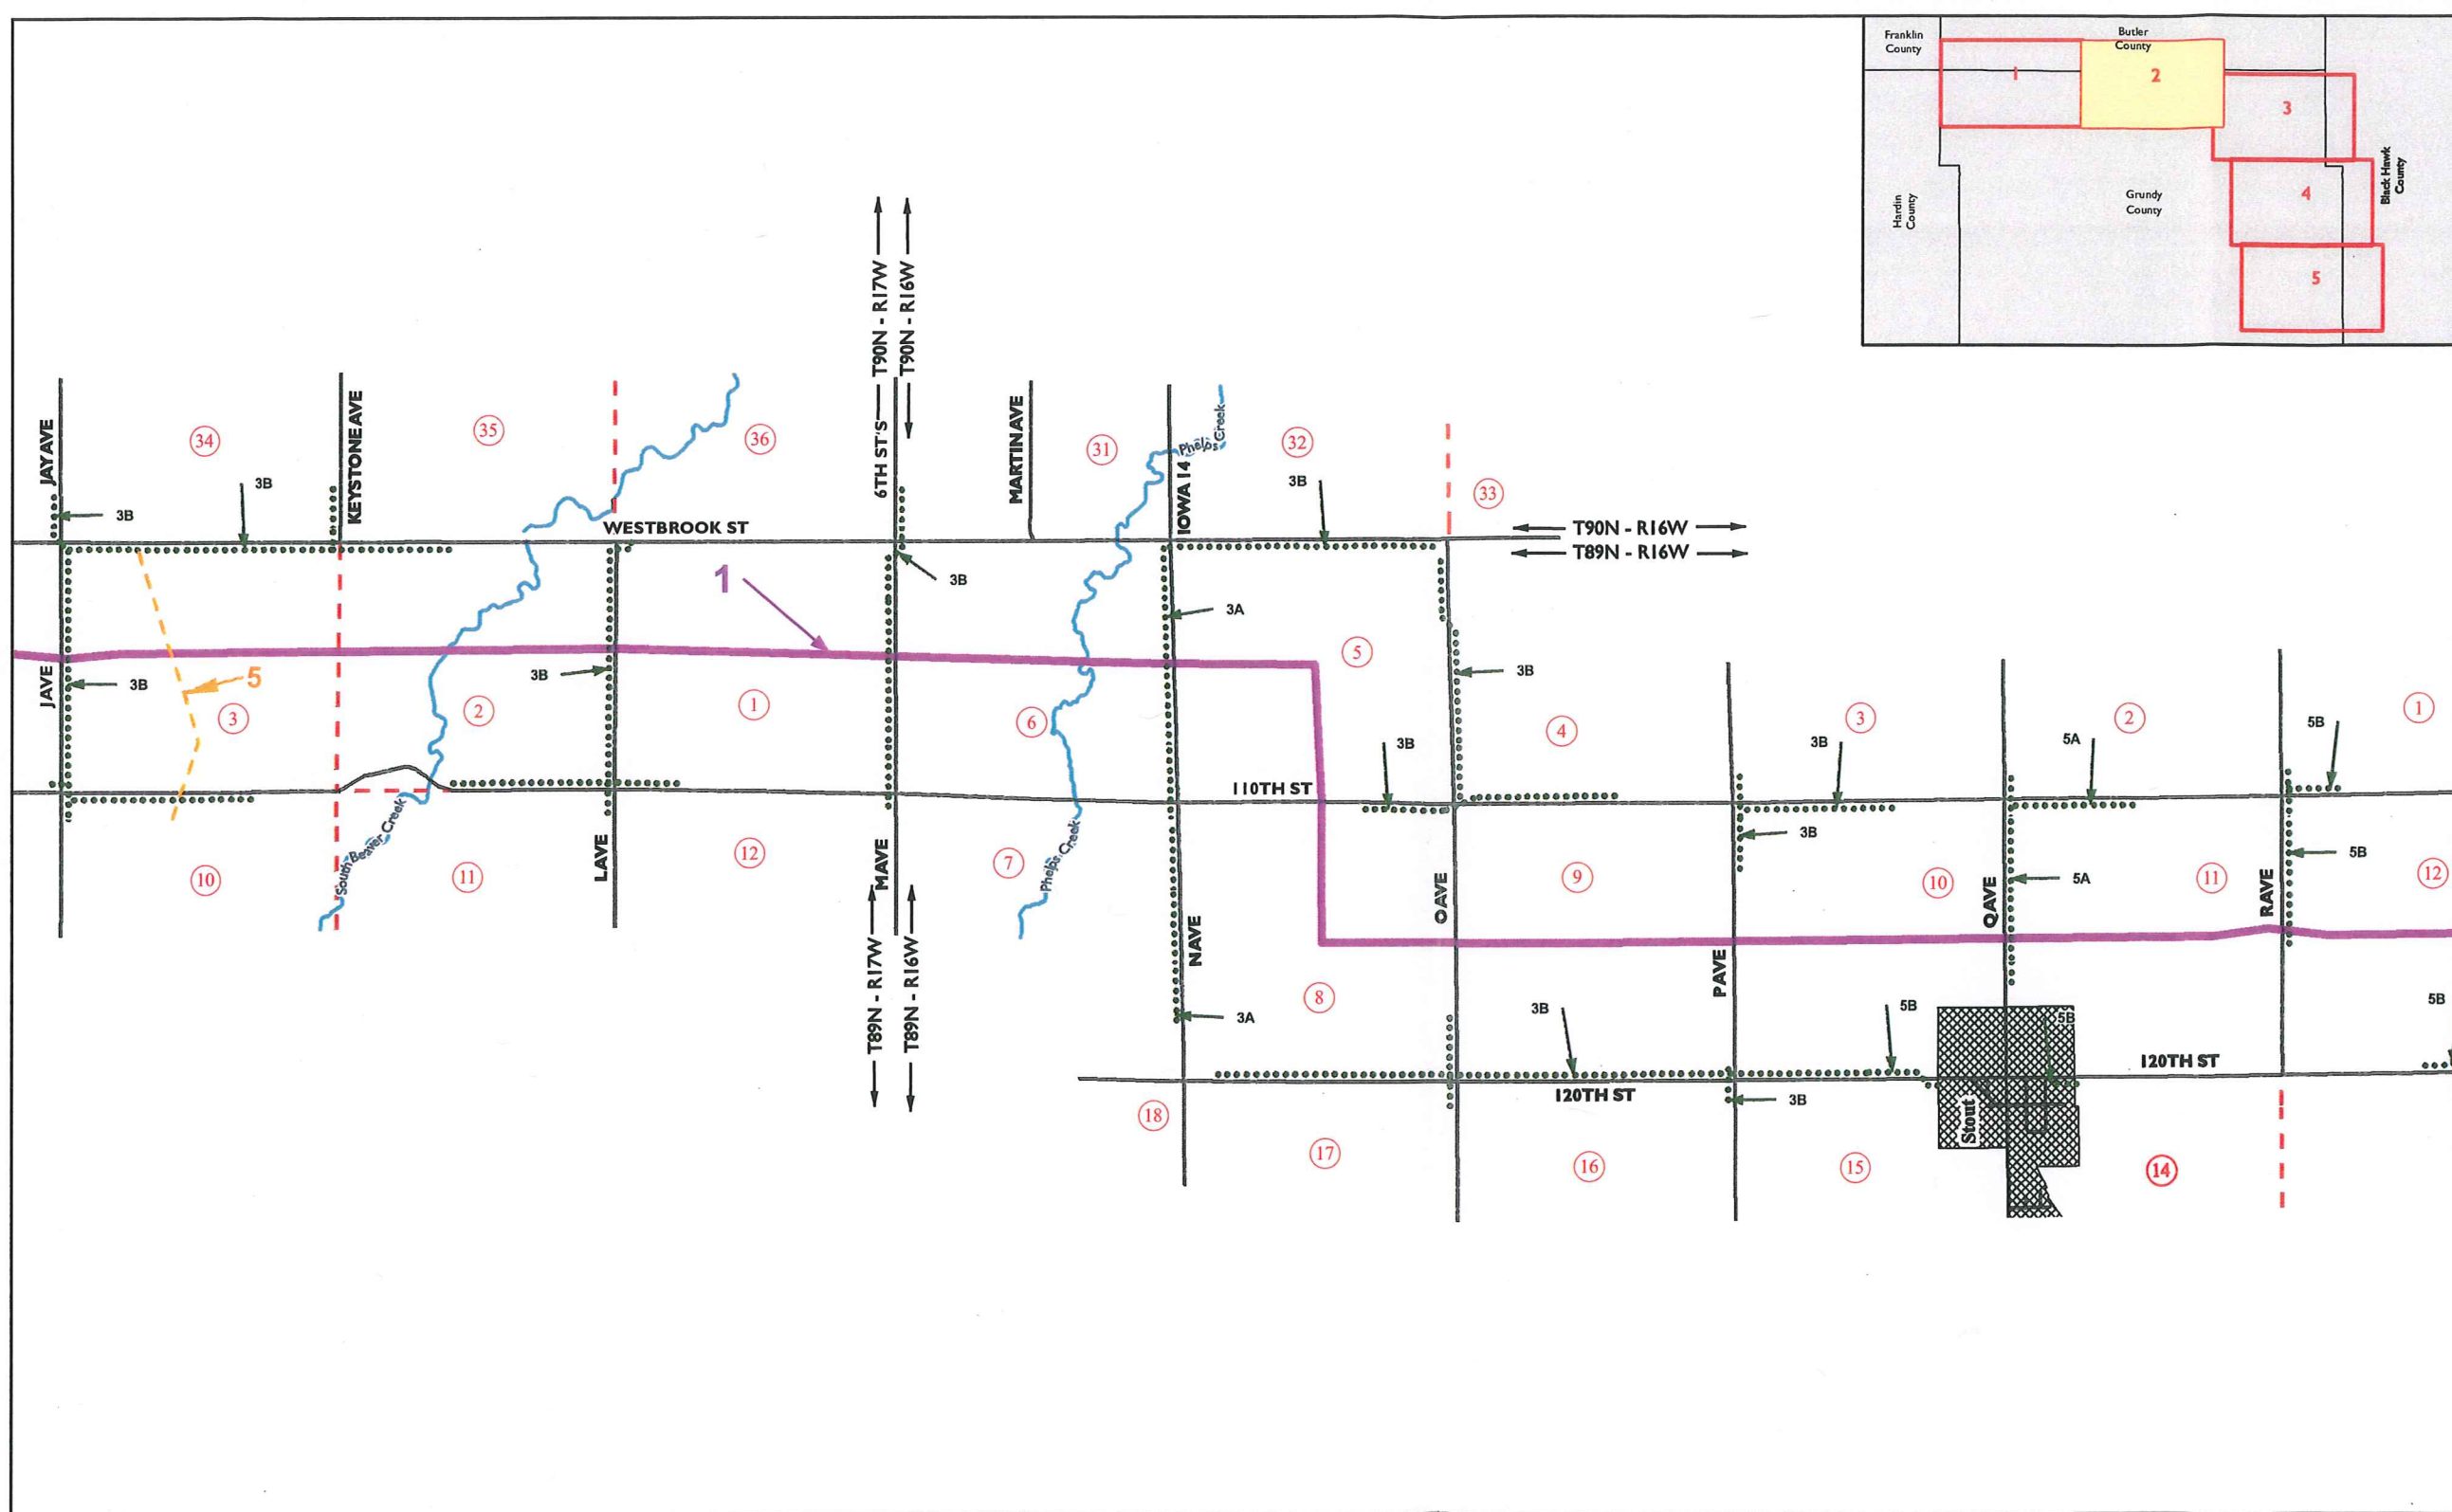 Franklin
County
Butler
County
1
2
3
4
5
Hardin
County
Grundy
County
Black Hawk
County
T90N - R17W
T90N - R16W
JAY AVE
34
KEYSTONE AVE
35
36
6TH ST'S
MARTIN AVE
31
Phelps Creek
IOWA 14
32
33
3B
3B
3B
WESTBROOK ST
T90N - R16W
T89N - R16W
1
3B
3A
5
3B
J AVE
3B
5
3
2
3B
1
6
4
3
2
1
3B
3B
5A
5B
110TH ST
South Beaver Creek
10
11
L AVE
12
M AVE
7
Phelps Creek
N AVE
O AVE
9
3B
10
Q AVE
5A
11
R AVE
5B
12
P AVE
T89N - R17W
T89N - R16W
8
3A
3B
5B
5B
5B
120TH ST
120TH ST
3B
18
17
16
15
Stout
14